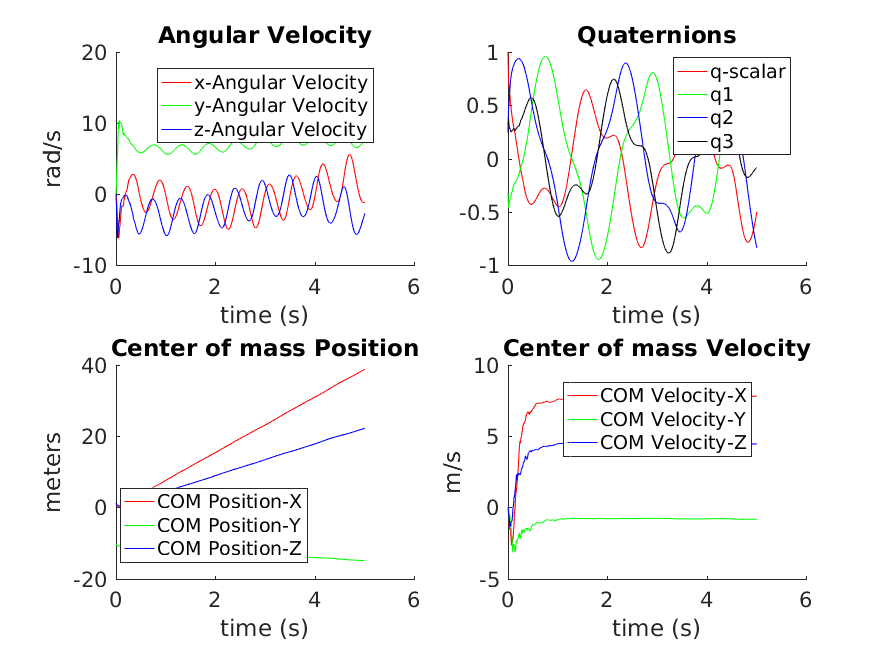 Angular Velocity
20
10
0
-10
rad/s
x-Angular Velocity
y-Angular Velocity
z-Angular Velocity
0
2
4
6
time (s)
Quaternions
1
0.5
0
-0.5
-1
q-scalar
q1
q2
q3
0
2
4
6
time (s)
Center of mass Position
40
20
0
-20
meters
COM Position-X
COM Position-Y
COM Position-Z
0
2
4
6
time (s)
Center of mass Velocity
10
5
0
-5
m/s
COM Velocity-X
COM Velocity-Y
COM Velocity-Z
0
2
4
6
time (s)